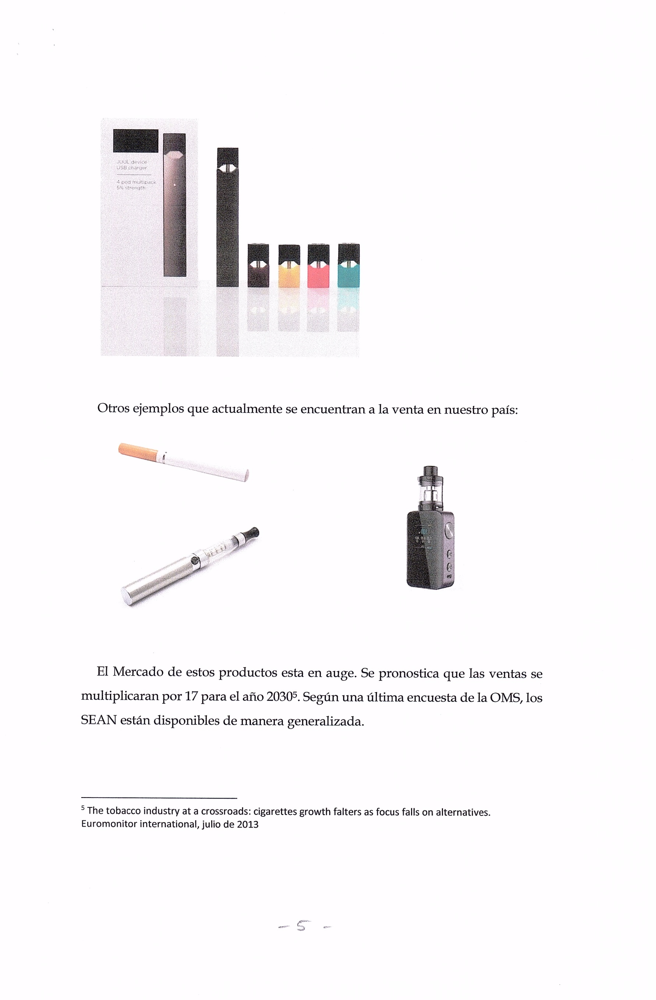 JUUL device
USB charger
4 pod multipack
5% strength
Otros ejemplos que actualmente se encuentran a la venta en nuestro país:
El Mercado de estos productos esta en auge. Se pronostica que las ventas se
multiplicaran por 17 para el año 2030⁵. Según una última encuesta de la OMS, los
SEAN están disponibles de manera generalizada.
⁵ The tobacco industry at a crossroads: cigarettes growth falters as focus falls on alternatives.
Euromonitor international, julio de 2013
- 5 -